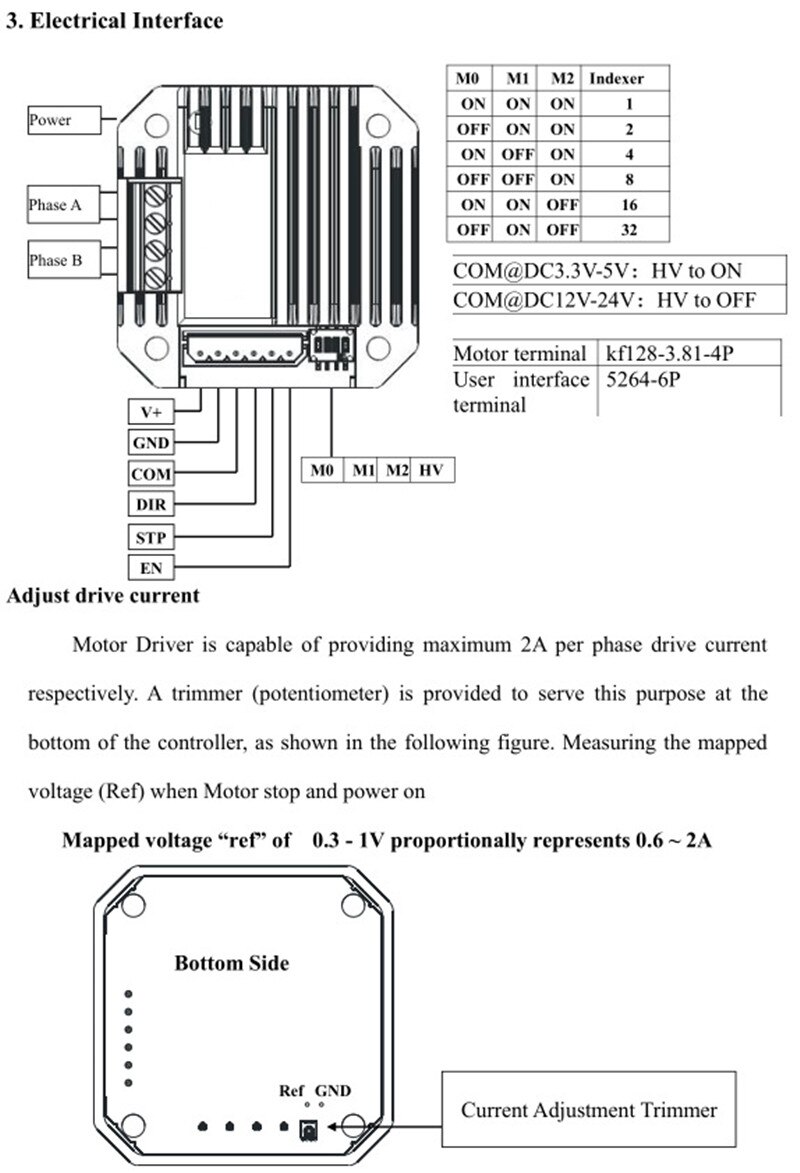 3. Electrical Interface
Power
Phase A
Phase B
M0 M1 M2 Indexer
ON ON ON 1
OFF ON ON 2
ON OFF ON 4
OFF OFF ON 8
ON ON OFF 16
OFF ON OFF 32
COM@DC3.3V-5V: HV to ON
COM@DC12V-24V: HV to OFF
Motor terminal kf128-3.81-4P
User interface 5264-6P
terminal
V+
GND
COM
DIR
STP
EN
M0 M1 M2 HV
Adjust drive current
Motor Driver is capable of providing maximum 2A per phase drive current
respectively. A trimmer (potentiometer) is provided to serve this purpose at the
bottom of the controller, as shown in the following figure. Measuring the mapped
voltage (Ref) when Motor stop and power on
Mapped voltage “ref” of 0.3 - 1V proportionally represents 0.6 ~ 2A
Bottom Side
Ref GND
Current Adjustment Trimmer